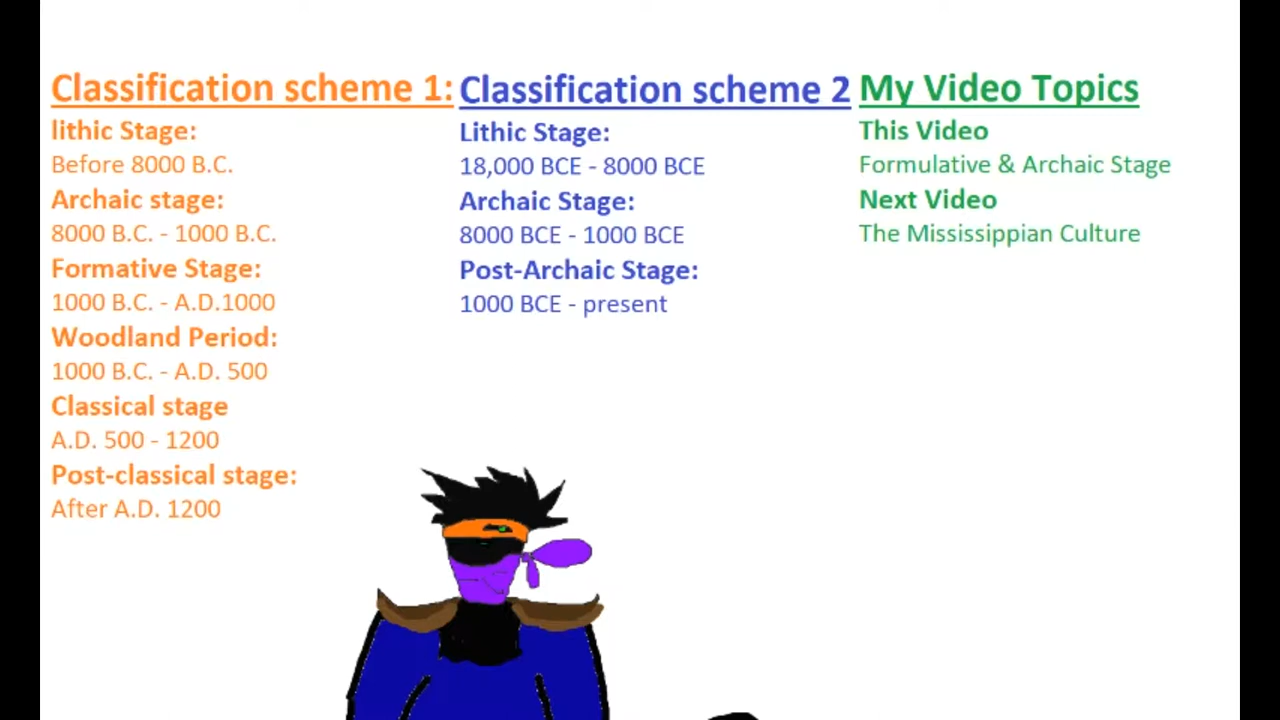 Classification scheme 1:
lithic Stage:
Before 8000 B.C.
Archaic stage:
8000 B.C. - 1000 B.C.
Formative Stage:
1000 B.C. - A.D.1000
Woodland Period:
1000 B.C. - A.D. 500
Classical stage
A.D. 500 - 1200
Post-classical stage:
After A.D. 1200
Classification scheme 2
Lithic Stage:
18,000 BCE - 8000 BCE
Archaic Stage:
8000 BCE - 1000 BCE
Post-Archaic Stage:
1000 BCE - present
My Video Topics
This Video
Formulative & Archaic Stage
Next Video
The Mississippian Culture